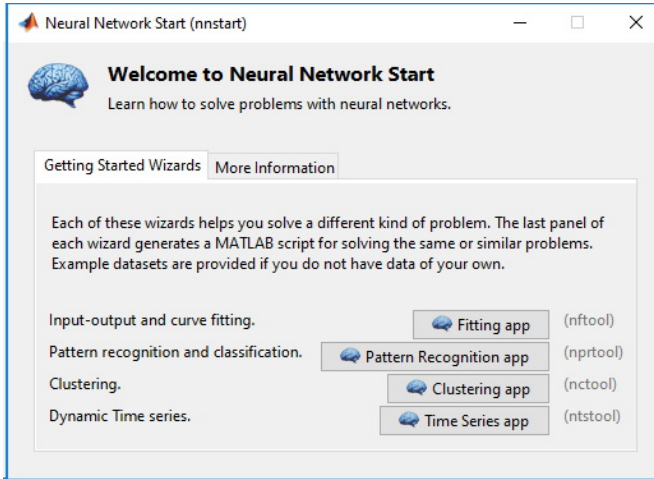 Neural Network Start (nnstart)
Welcome to Neural Network Start
Learn how to solve problems with neural networks.
Getting Started Wizards More Information
Each of these wizards helps you solve a different kind of problem. The last panel of
each wizard generates a MATLAB script for solving the same or similar problems.
Example datasets are provided if you do not have data of your own.
Input-output and curve fitting. Fitting app (nftool)
Pattern recognition and classification. Pattern Recognition app (nprtool)
Clustering. Clustering app (nctool)
Dynamic Time series. Time Series app (ntstool)